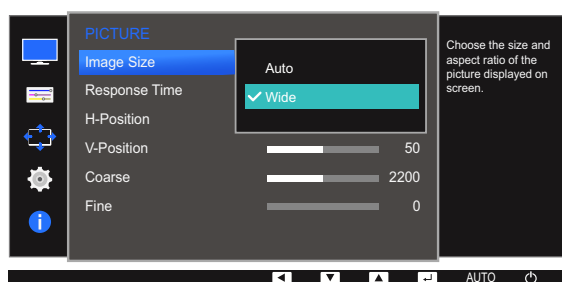 PICTURE
Image Size
Auto
Wide
Response Time
H-Position
V-Position 50
Coarse 2200
Fine 0
Choose the size and
aspect ratio of the
picture displayed on
screen.
AUTO